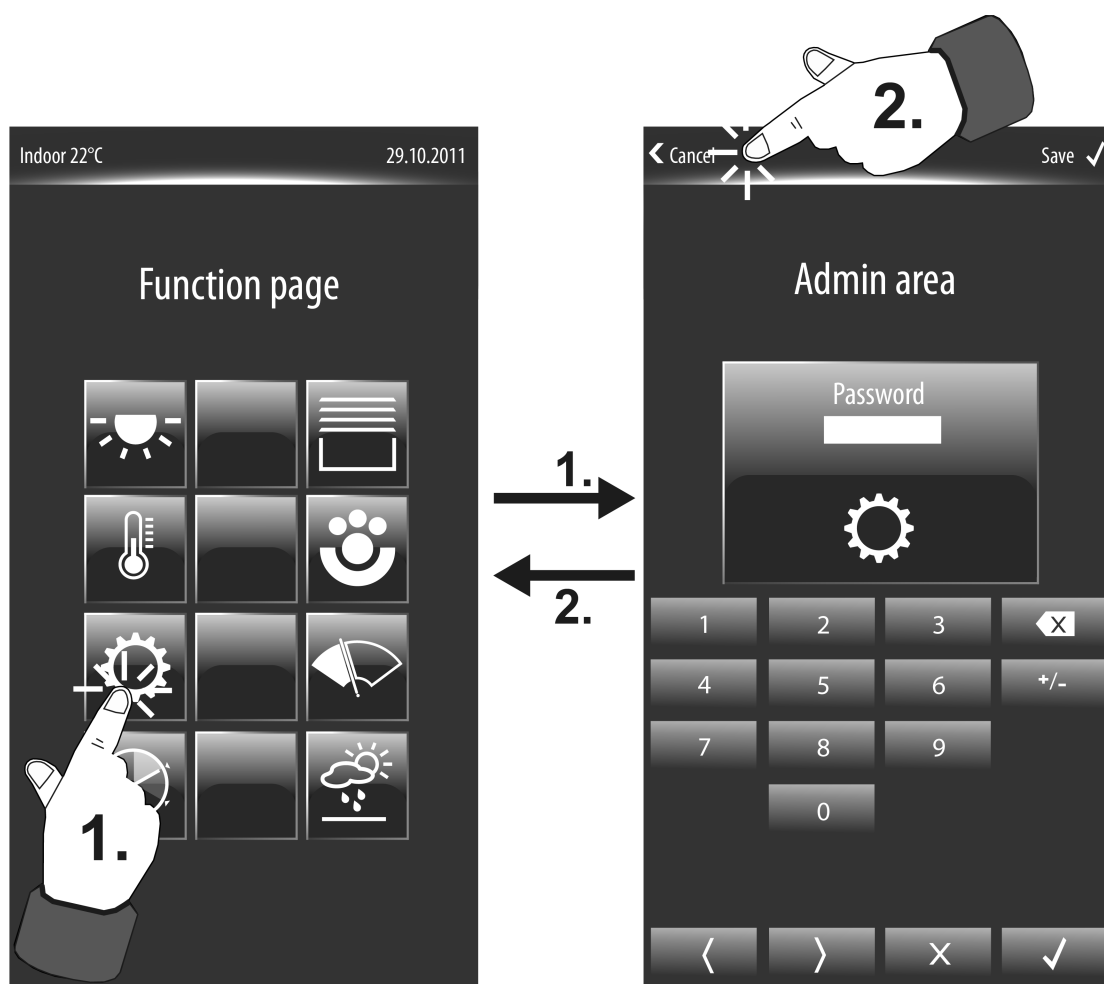 Indoor 22°C 29.10.2011
Function page
1.
1.
2.
2.
Cancel Save
Admin area
Password
1 2 3 X
4 5 6 +/-
7 8 9
0
X